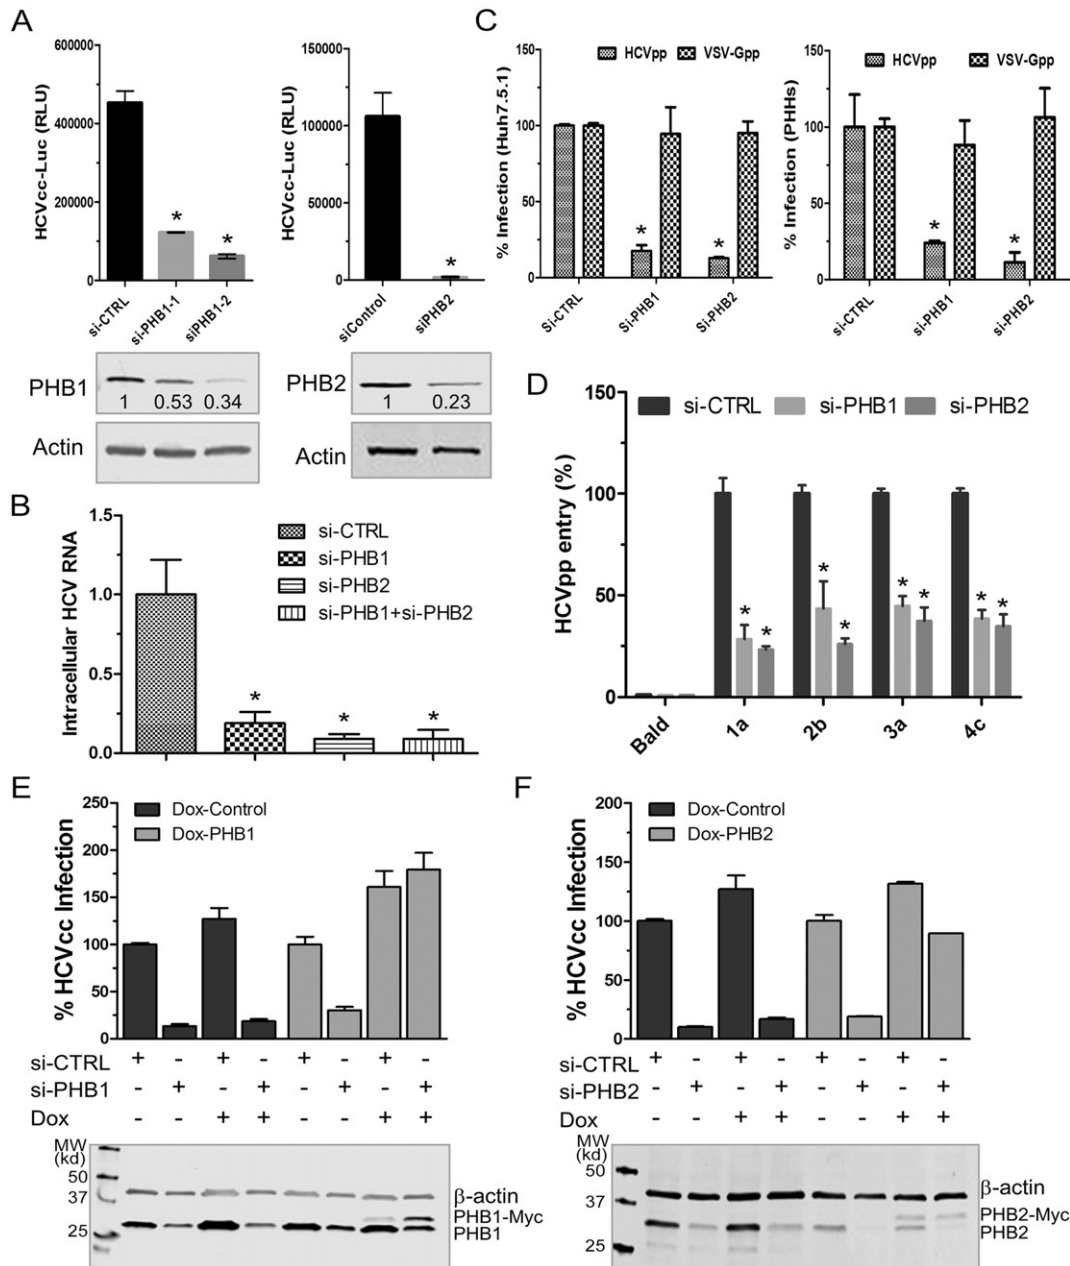 A
HCVcc-Luc (RLU)
600000
400000
200000
0
si-CTRL
si-PHB1-1
siPHB1-2
HCVcc-Luc (RLU)
150000
100000
50000
0
siControl
siPHB2
PHB1
1 0.53 0.34
Actin
PHB2
1 0.23
Actin
C
% Infection (Huh7.5.1)
150
100
50
0
HCVpp VSV-Gpp
Si-CTRL
Si-PHB1
Si-PHB2
% Infection (PHHs)
150
100
50
0
HCVpp VSV-Gpp
si-CTRL
si-PHB1
si-PHB2
* * * * * * *
B
Intracellular HCV RNA
1.5
1.0
0.5
0.0
si-CTRL
si-PHB1
si-PHB2
si-PHB1+si-PHB2
* * *
D
HCVpp entry (%)
150
100
50
0
si-CTRL si-PHB1 si-PHB2
* * * * * * * *
Bald 1a 2b 3a 4c
E
% HCVcc Infection
250
200
150
100
50
0
Dox-Control
Dox-PHB1
si-CTRL + - + - + - + -
si-PHB1 - + - + - + - +
Dox - - + + - - + +
MW
(kd)
50
37
25
β-actin
PHB1-Myc
PHB1
F
% HCVcc Infection
200
150
100
50
0
Dox-Control
Dox-PHB2
si-CTRL + - + - + - + -
si-PHB2 - + - + - + - +
Dox - - + + - - + +
MW
(kd)
50
37
25
β-actin
PHB2-Myc
PHB2